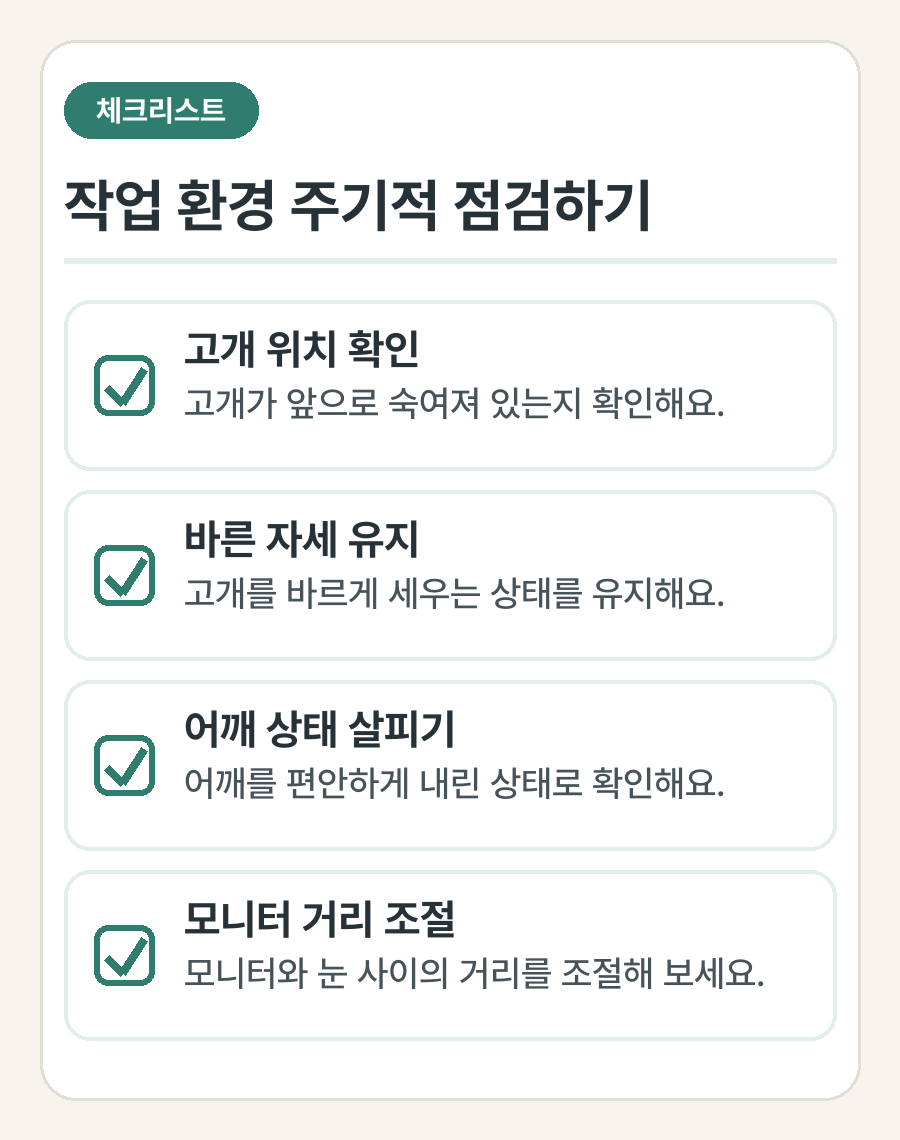 체크리스트
작업 환경 주기적 점검하기
고개 위치 확인
고개가 앞으로 숙여져 있는지 확인해요.
바른 자세 유지
고개를 바르게 세우는 상태를 유지해요.
어깨 상태 살피기
어깨를 편안하게 내린 상태로 확인해요.
모니터 거리 조절
모니터와 눈 사이의 거리를 조절해 보세요.